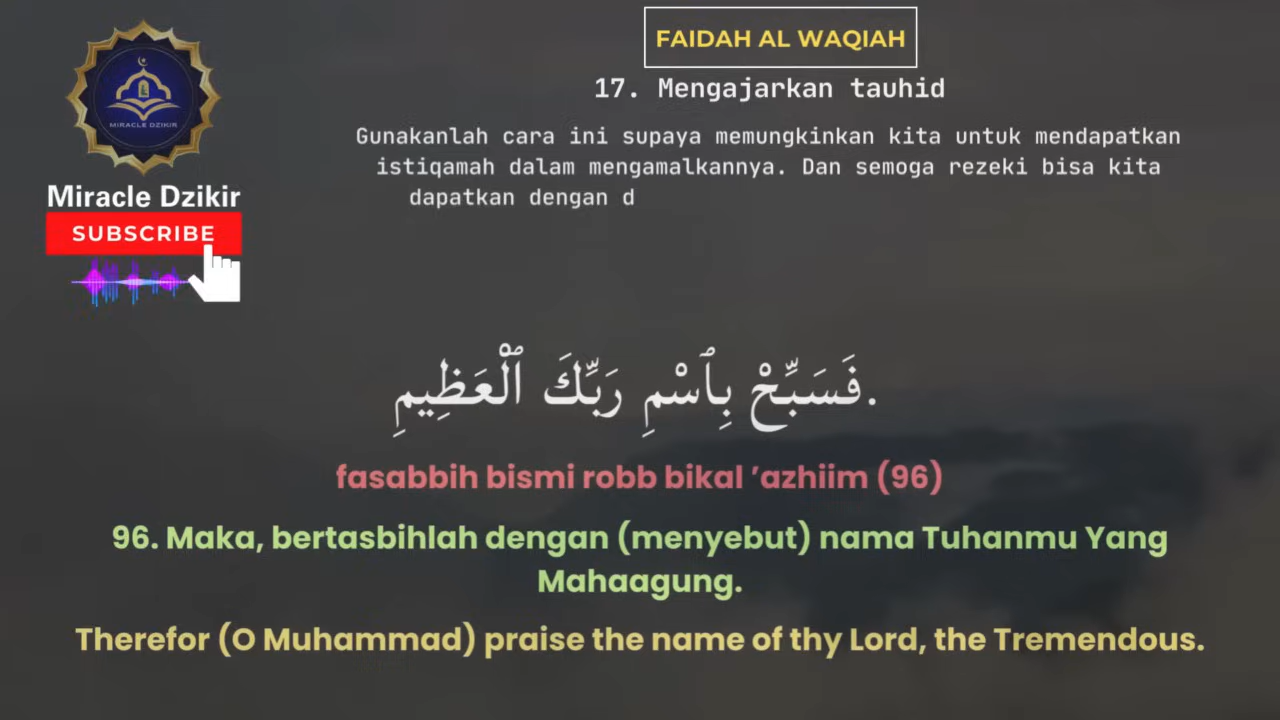 MIRACLE DZIKIR
Miracle Dzikir
SUBSCRIBE
FAIDAH AL WAQIAH
17. Mengajarkan tauhid
Gunakanlah cara ini supaya memungkinkan kita untuk mendapatkan
istiqamah dalam mengamalkannya. Dan semoga rezeki bisa kita
dapatkan dengan d
فَسَبِّحْ بِٱسْمِ رَبِّكَ ٱلْعَظِيمِ.
fasabbih bismi robb bikal ’azhiim (96)
96. Maka, bertasbihlah dengan (menyebut) nama Tuhanmu Yang
Mahaagung.
Therefor (O Muhammad) praise the name of thy Lord, the Tremendous.